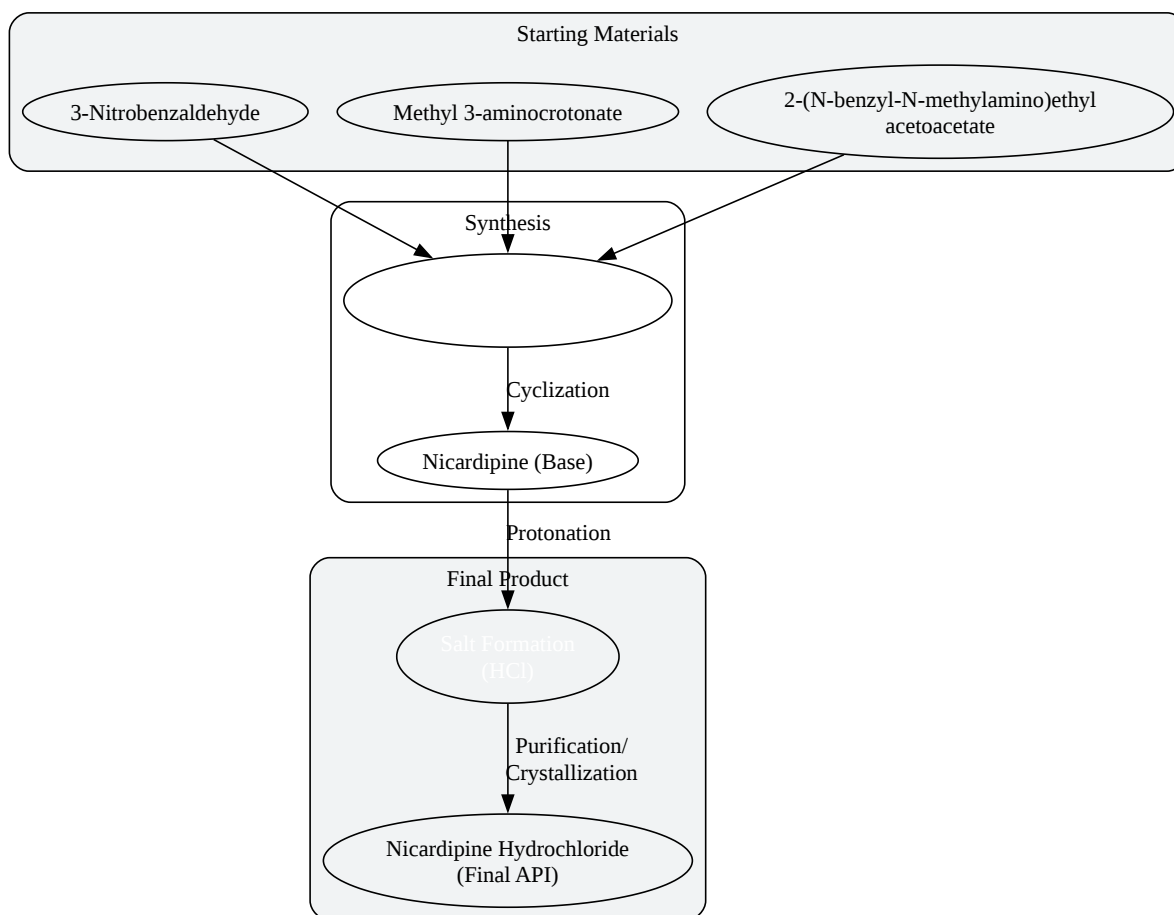 Starting Materials
3-Nitrobenzaldehyde
Methyl 3-aminocrotonate
2-(N-benzyl-N-methylamino)ethyl
acetoacetate
Synthesis
Cyclization
Nicardipine (Base)
Protonation
Final Product
Salt Formation
(HCl)
Purification/
Crystallization
Nicardipine Hydrochloride
(Final API)